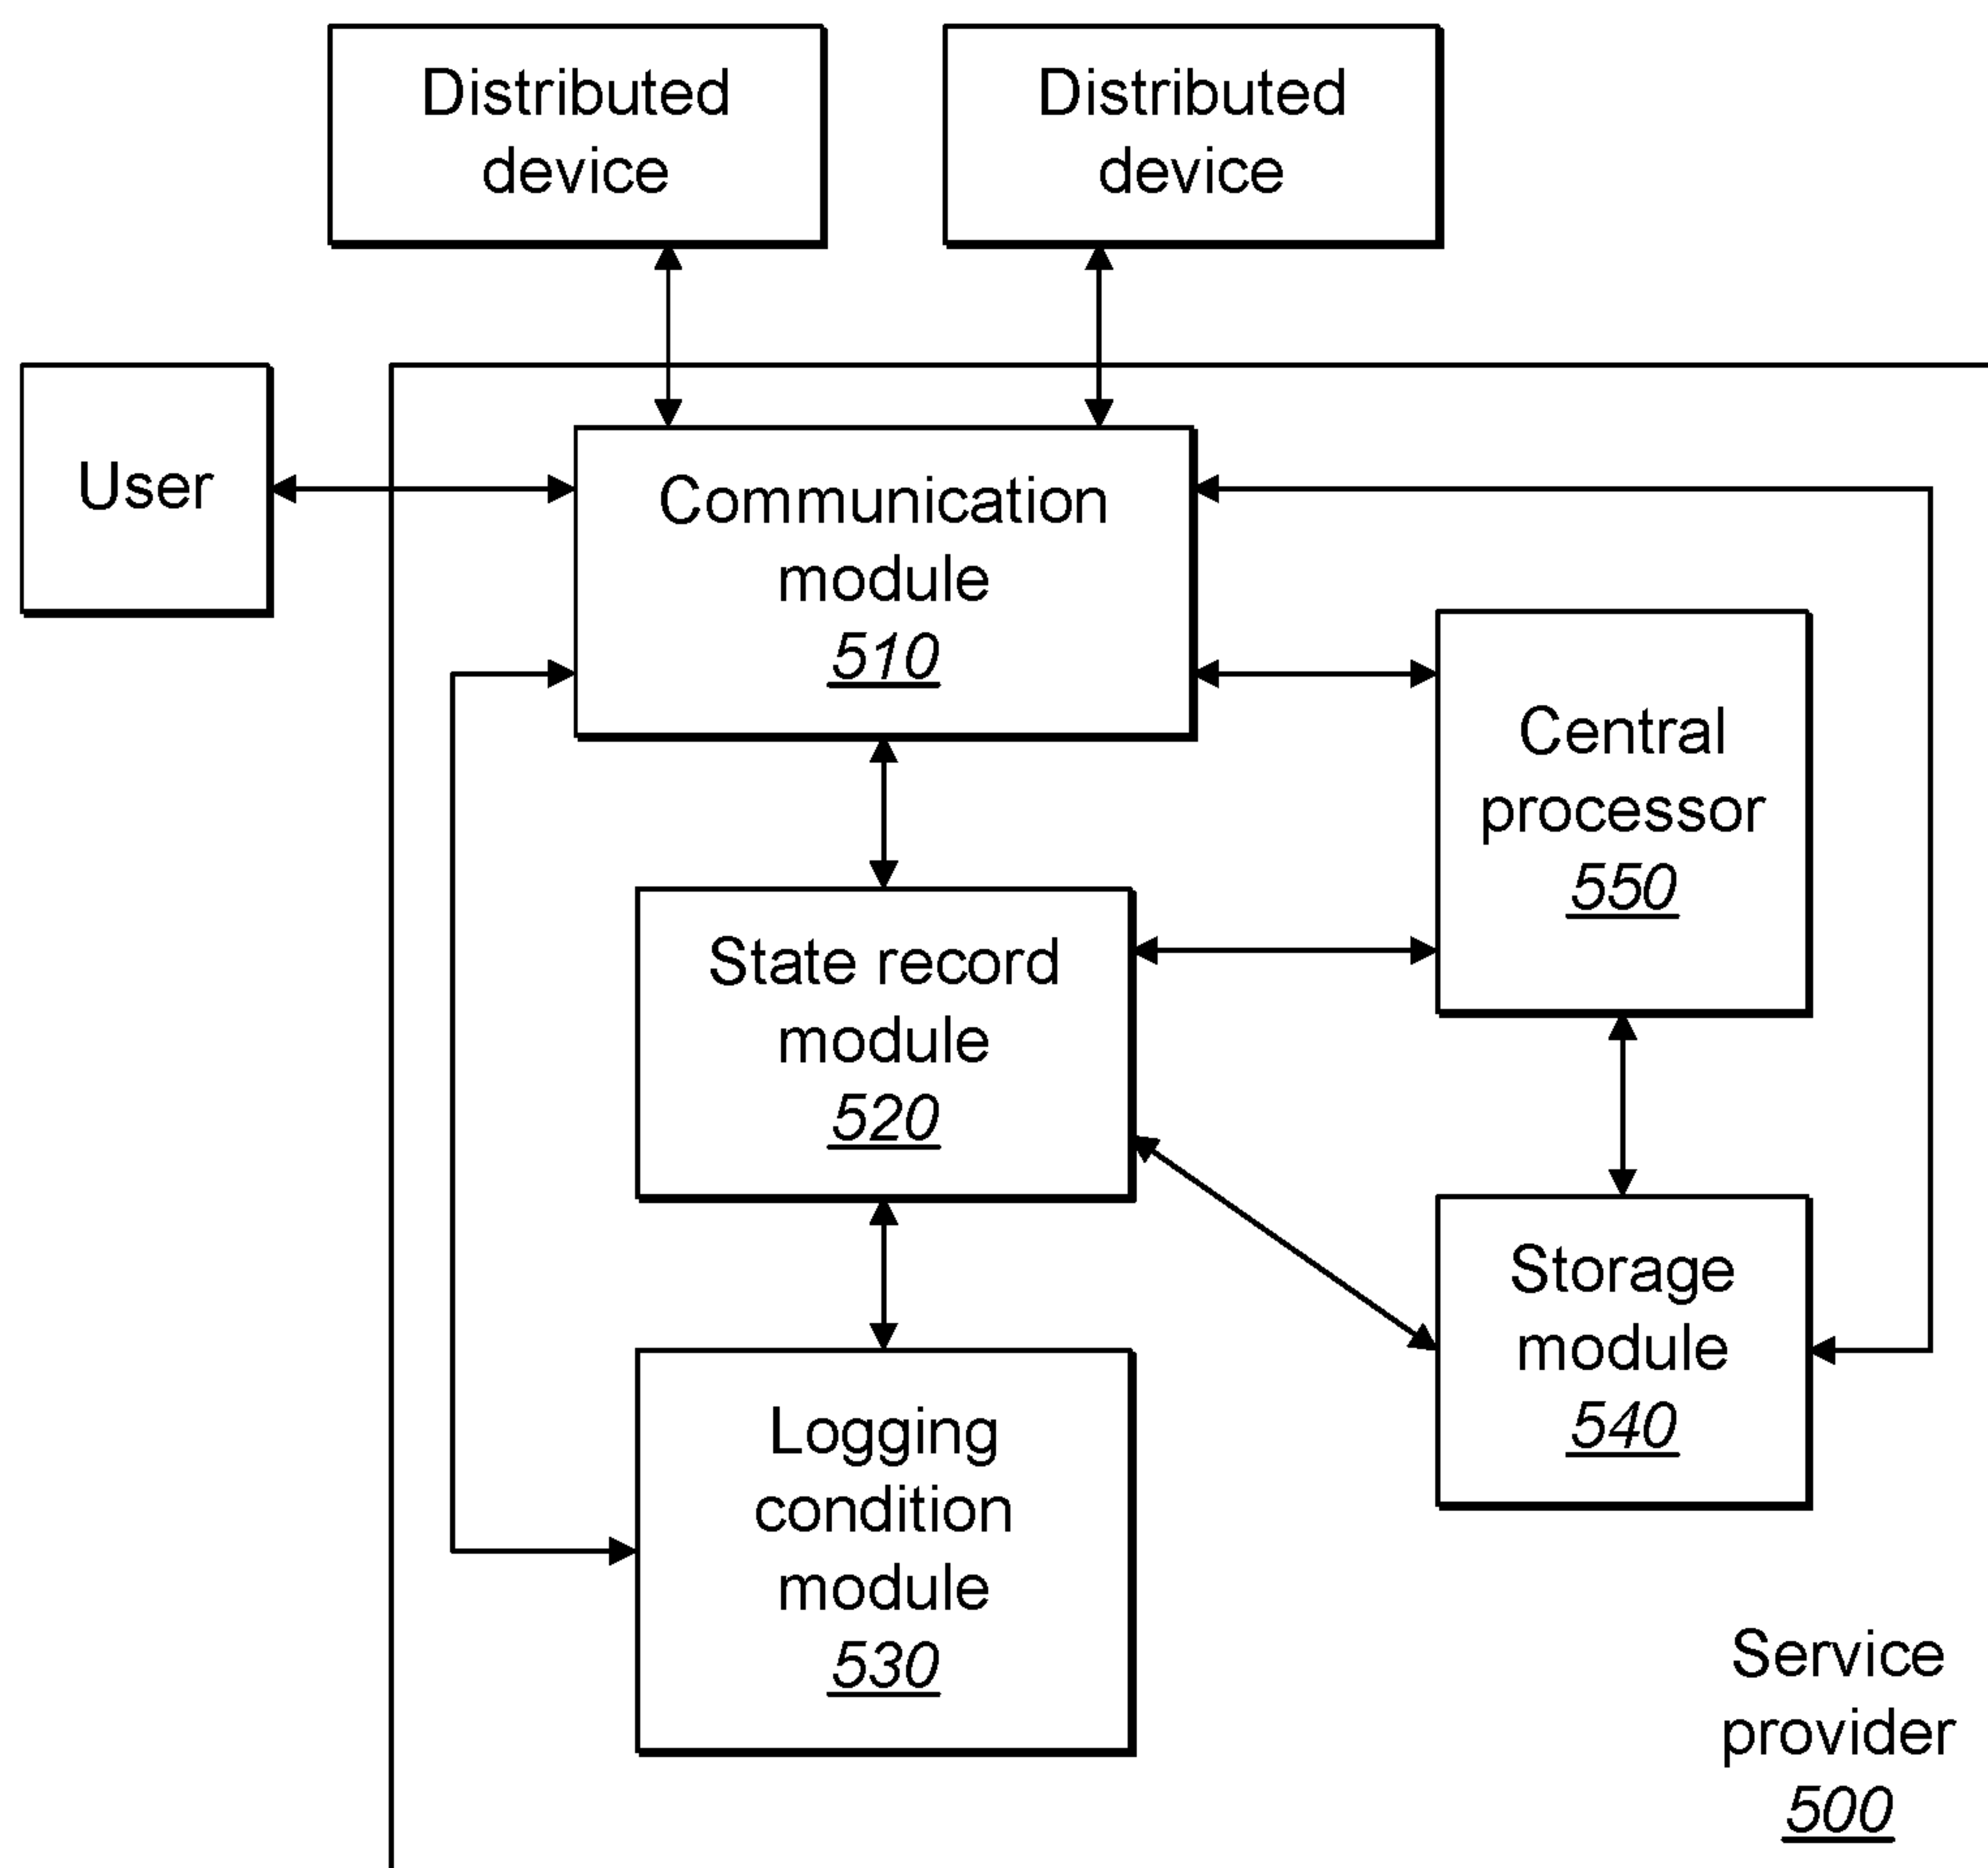 Distributed
device
Distributed
device
User
Communication
module
510
Central
processor
550
State record
module
520
Storage
module
540
Logging
condition
module
530
Service
provider
500